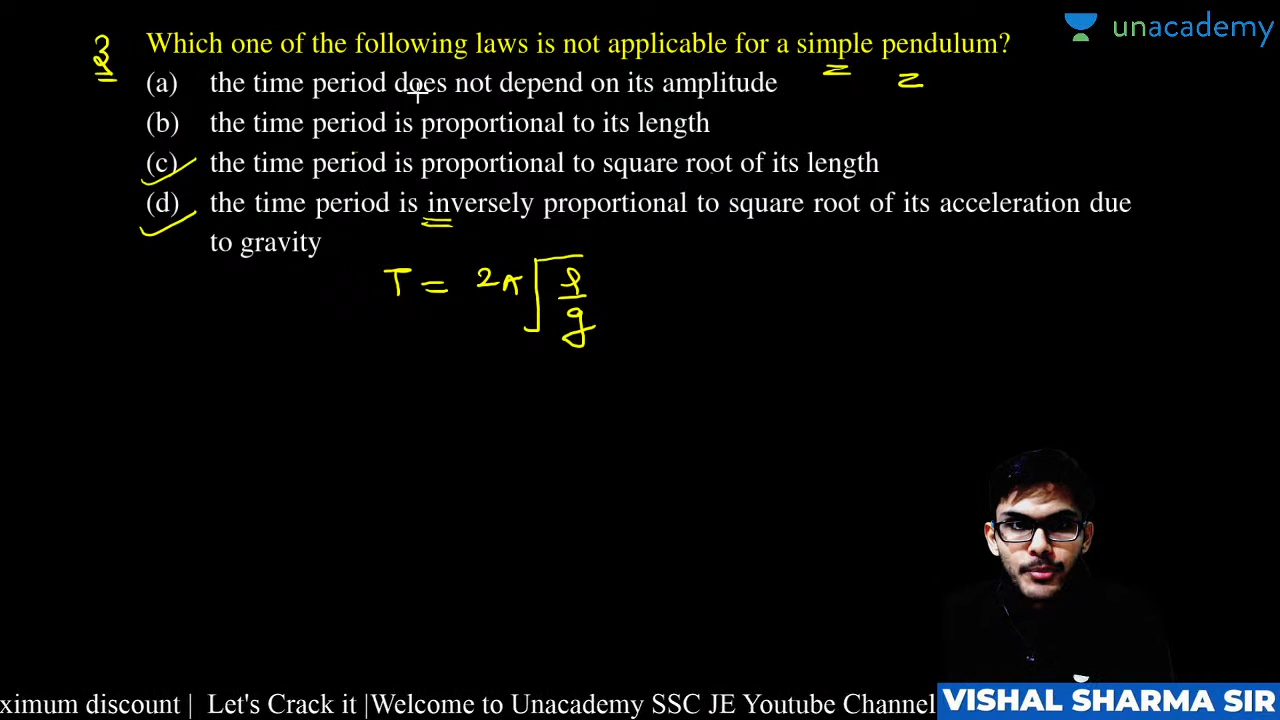 unacademy
Q Which one of the following laws is not applicable for a simple pendulum?
(a) the time period does not depend on its amplitude
(b) the time period is proportional to its length
(c) the time period is proportional to square root of its length
(d) the time period is inversely proportional to square root of its acceleration due
to gravity
T = 2π √ l/g
ximum discount | Let's Crack it |Welcome to Unacademy SSC JE Youtube Channel
VISHAL SHARMA SIR